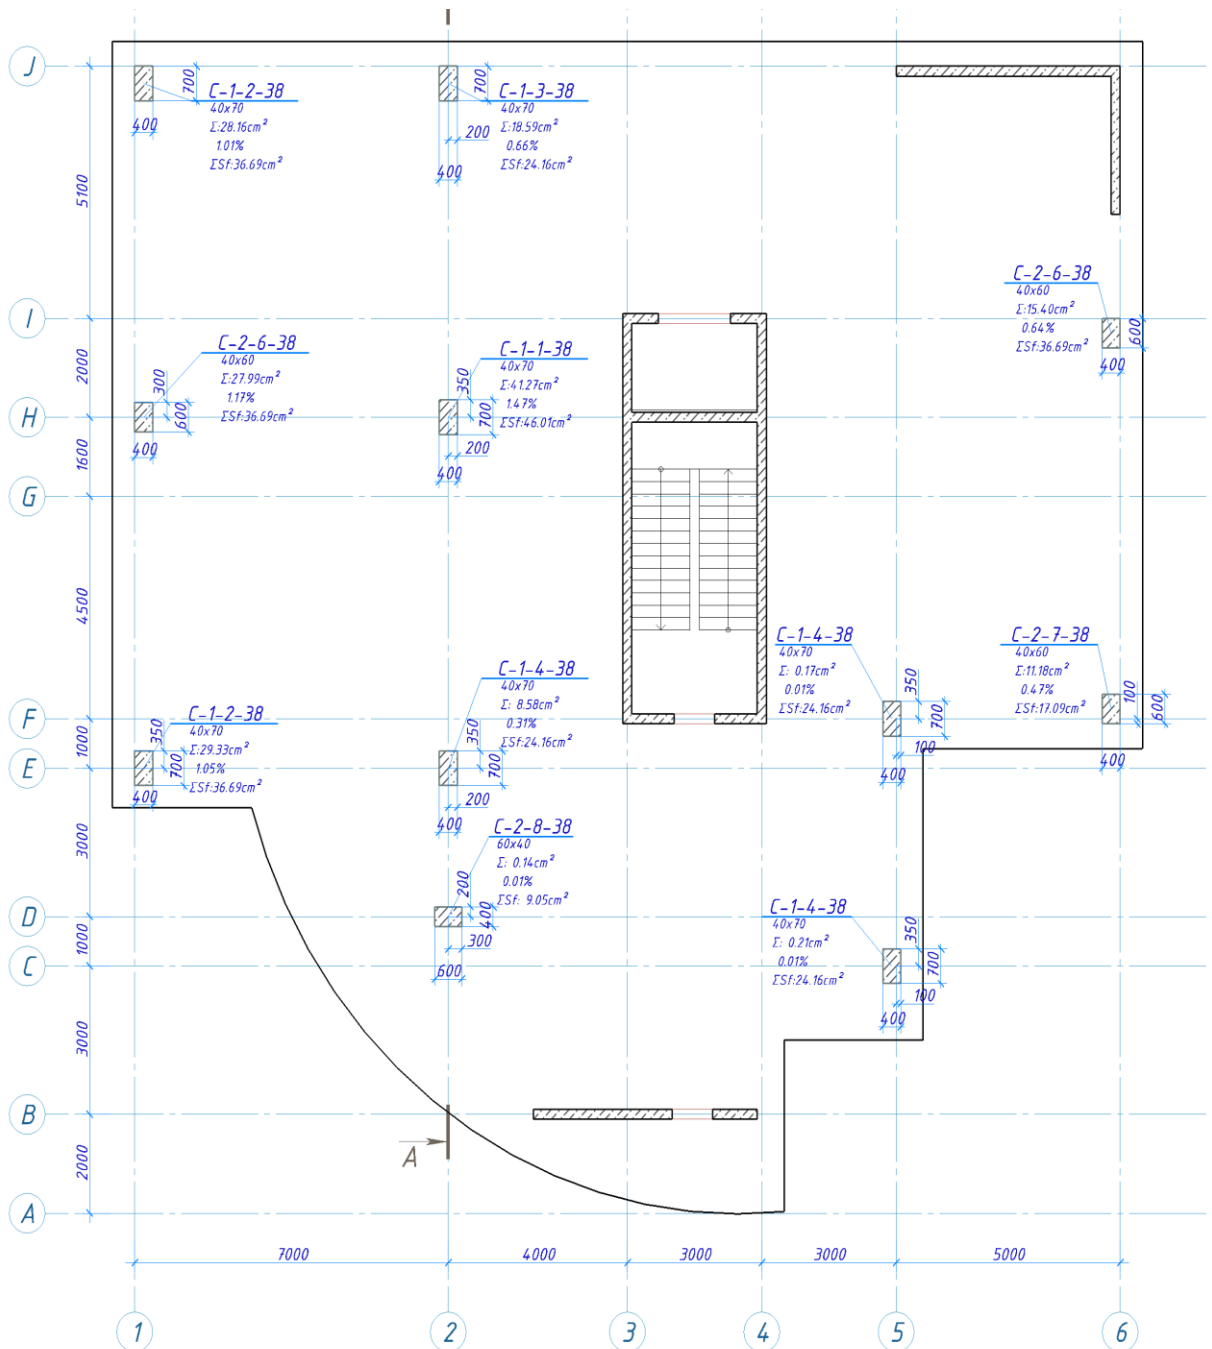 J
700
C-1-2-38
40x70
Σ:28.16cm²
1.01%
ΣSf:36.69cm²
400
700
C-1-3-38
40x70
Σ:18.59cm²
0.66%
ΣSf:24.16cm²
200
400
5100
I
C-2-6-38
40x60
Σ:15.40cm²
0.64%
ΣSf:36.69cm²
600
400
2000
C-2-6-38
40x60
Σ:27.99cm²
1.17%
ΣSf:36.69cm²
300
600
400
C-1-1-38
40x70
Σ:41.27cm²
1.47%
ΣSf:46.01cm²
350
700
200
400
H
1600
G
4500
C-1-4-38
40x70
Σ: 0.17cm²
0.01%
ΣSf:24.16cm²
350
700
100
400
C-2-7-38
40x60
Σ:11.18cm²
0.47%
ΣSf:17.09cm²
100
600
400
C-1-4-38
40x70
Σ: 8.58cm²
0.31%
ΣSf:24.16cm²
350
700
200
400
F
1000
C-1-2-38
40x70
Σ:29.33cm²
1.05%
ΣSf:36.69cm²
350
700
400
E
3000
C-2-8-38
60x40
Σ: 0.14cm²
0.01%
ΣSf: 9.05cm²
200
400
300
600
D
1000
C-1-4-38
40x70
Σ: 0.21cm²
0.01%
ΣSf:24.16cm²
350
700
100
400
C
3000
B
A
2000
A
7000
4000
3000
3000
5000
1
2
3
4
5
6